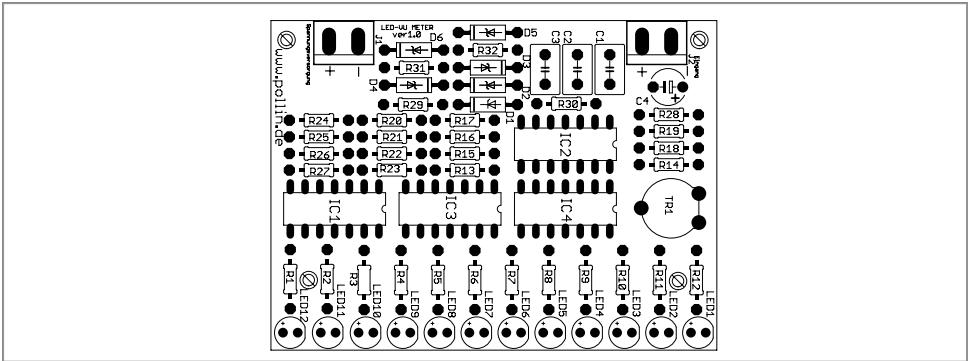 Spannungsversorgung
LED-VU METER
ver1.0
J1
+ -
www.pollin.de
D6
D5
R32
R31
D3
D4
D2
R29
D1
C3
C2
C1
R30
Eingang
J2
+ -
C4
+
R24 R20 R17 R28
R25 R21 R16 R19
R26 R22 R15 R18
R27 R23 R13 R14
IC2
IC1 IC3 IC4 TR1
R1 R2 R3 R4 R5 R6 R7 R8 R9 R10 R11 R12
LED12 LED11 LED10 LED9 LED8 LED7 LED6 LED5 LED4 LED3 LED2 LED1
+ + + + + + + + + + + +